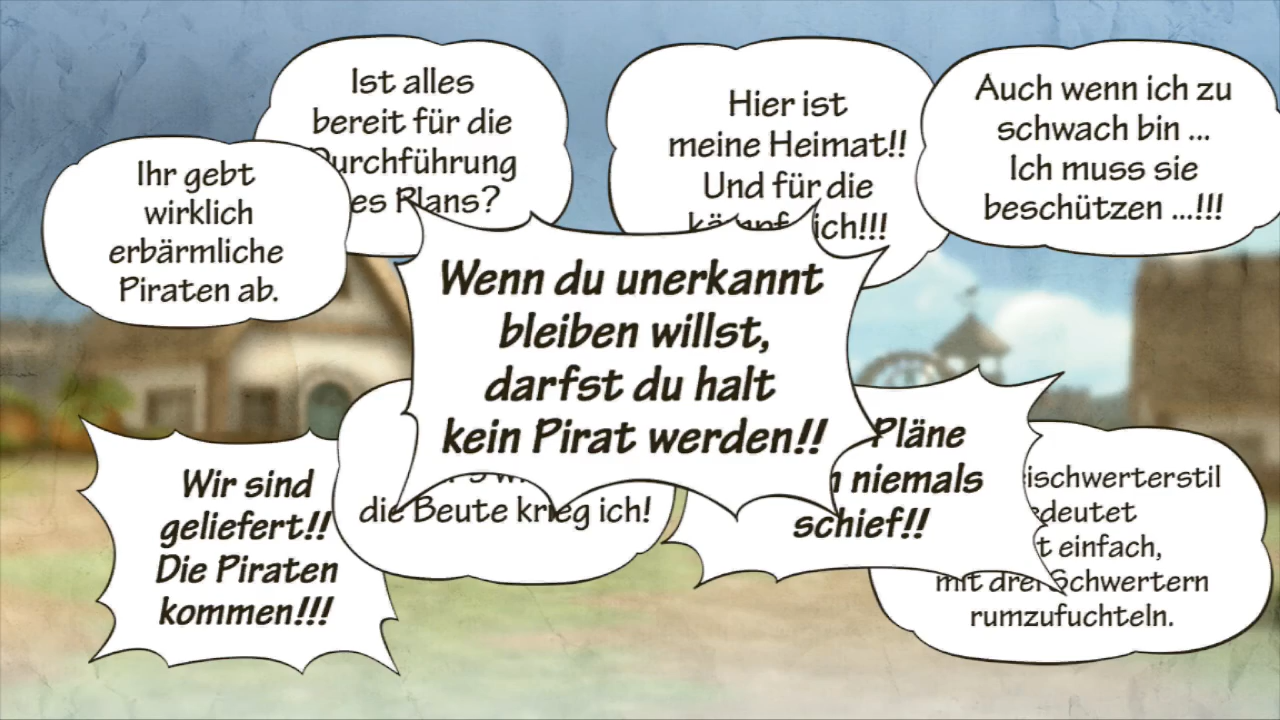 Ist alles
bereit für die
Durchführung
des Plans?
Hier ist
meine Heimat!!
Und für die
kämpfe ich!!!
Auch wenn ich zu
schwach bin ...
Ich muss sie
beschützen ...!!!
Ihr gebt
wirklich
erbärmliche
Piraten ab.
Wenn du unerkannt
bleiben willst,
darfst du halt
kein Pirat werden!!
Wir sind
geliefert!!
Die Piraten
kommen!!!
die Beute krieg ich!
Pläne
niemals
schief!!
einfach,
mit drei Schwertern
rumzufuchteln.